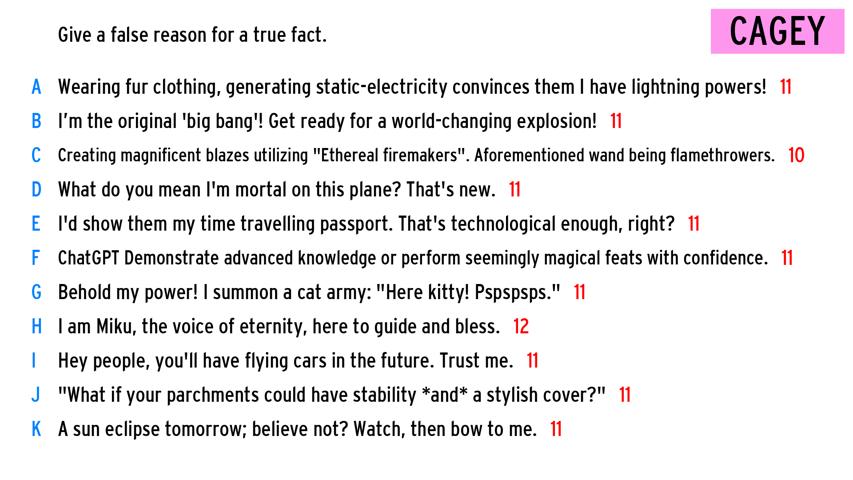 Give a false reason for a true fact.
CAGEY
A Wearing fur clothing, generating static-electricity convinces them I have lightning powers! 11
B I'm the original 'big bang'! Get ready for a world-changing explosion! 11
C Creating magnificent blazes utilizing "Ethereal firemakers". Aforementioned wand being flamethrowers. 10
D What do you mean I'm mortal on this plane? That's new. 11
E I'd show them my time travelling passport. That's technological enough, right? 11
F ChatGPT Demonstrate advanced knowledge or perform seemingly magical feats with confidence. 11
G Behold my power! I summon a cat army: "Here kitty! Pspspsps." 11
H I am Miku, the voice of eternity, here to guide and bless. 12
I Hey people, you'll have flying cars in the future. Trust me. 11
J "What if your parchments could have stability *and* a stylish cover?" 11
K A sun eclipse tomorrow; believe not? Watch, then bow to me. 11